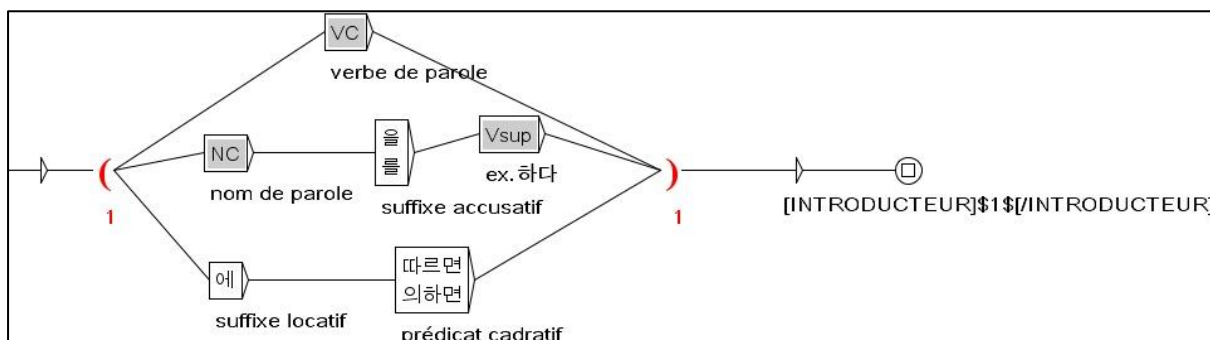 VC
verbe de parole
NC
nom de parole
을
를
suffixe accusatif
Vsup
ex.하다
(
1
)
1
[INTRODUCTEUR]$1$[/INTRODUCTEUR]
에
suffixe locatif
따르면
의하면
prédicat cadratif